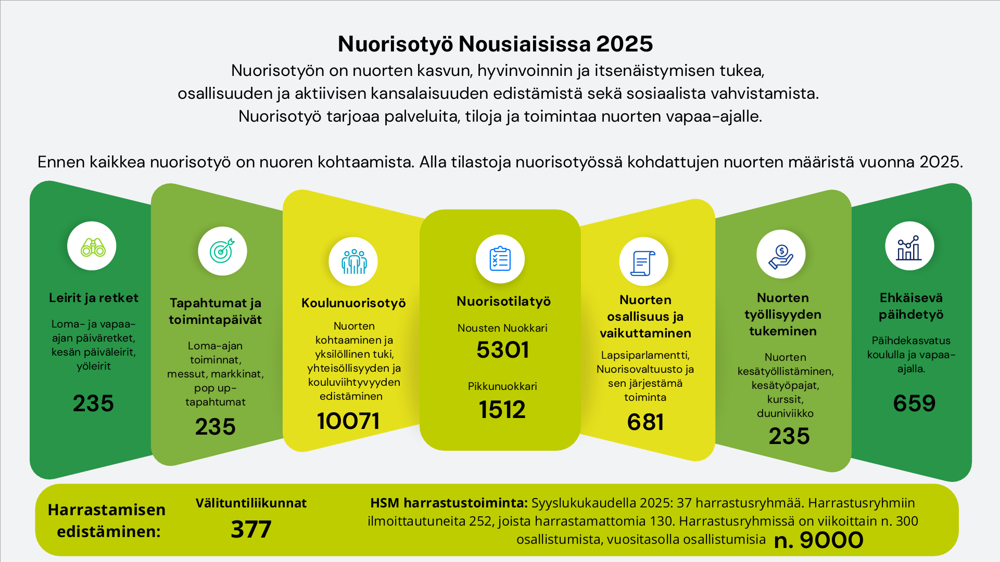 Nuorisotyö Nousiaisissa 2025
Nuorisotyön on nuorten kasvun, hyvinvoinnin ja itsenäistymisen tukea,
osallisuuden ja aktiivisen kansalaisuuden edistämistä sekä sosiaalista vahvistamista.
Nuorisotyö tarjoaa palveluita, tiloja ja toimintaa nuorten vapaa-ajalle.
Ennen kaikkea nuorisotyö on nuoren kohtaamista. Alla tilastoja nuorisotyössä kohdattujen nuorten määristä vuonna 2025.
Leirit ja retket
Loma- ja vapaa-
ajan päiväretket,
kesän päiväleirit,
yöleirit
235
Tapahtumat ja
toimintapäivät
Loma-ajan
toiminnat,
messut, markkinat,
pop up-
tapahtumat
235
Koulunuorisotyö
Nuorten
kohtaaminen ja
yksilöllinen tuki,
yhteisöllisyyden ja
kouluviihtyvyyden
edistäminen
10071
Nuorisotilatyö
Nousten Nuokkari
5301
Pikkunuokkari
1512
Nuorten
osallisuus ja
vaikuttaminen
Lapsiparlamentti,
Nuorisovaltuusto ja
sen järjestämä
toiminta
681
Nuorten
työllisyyden
tukeminen
Nuorten
kesätyöllistäminen,
kesätyöpajat,
kurssit,
duuniviikko
235
Ehkäisevä
päihdetyö
Päihdekasvatus
koululla ja vapaa-
ajalla.
659
Harrastamisen
edistäminen:
Välituntiliikunnat
377
HSM harrastustoiminta: Syyslukukaudella 2025: 37 harrastusryhmää. Harrastusryhmiin
ilmoittautuneita 252, joista harrastamattomia 130. Harrastusryhmissä on viikoittain n. 300
osallistumista, vuositasolla osallistumisia n. 9000